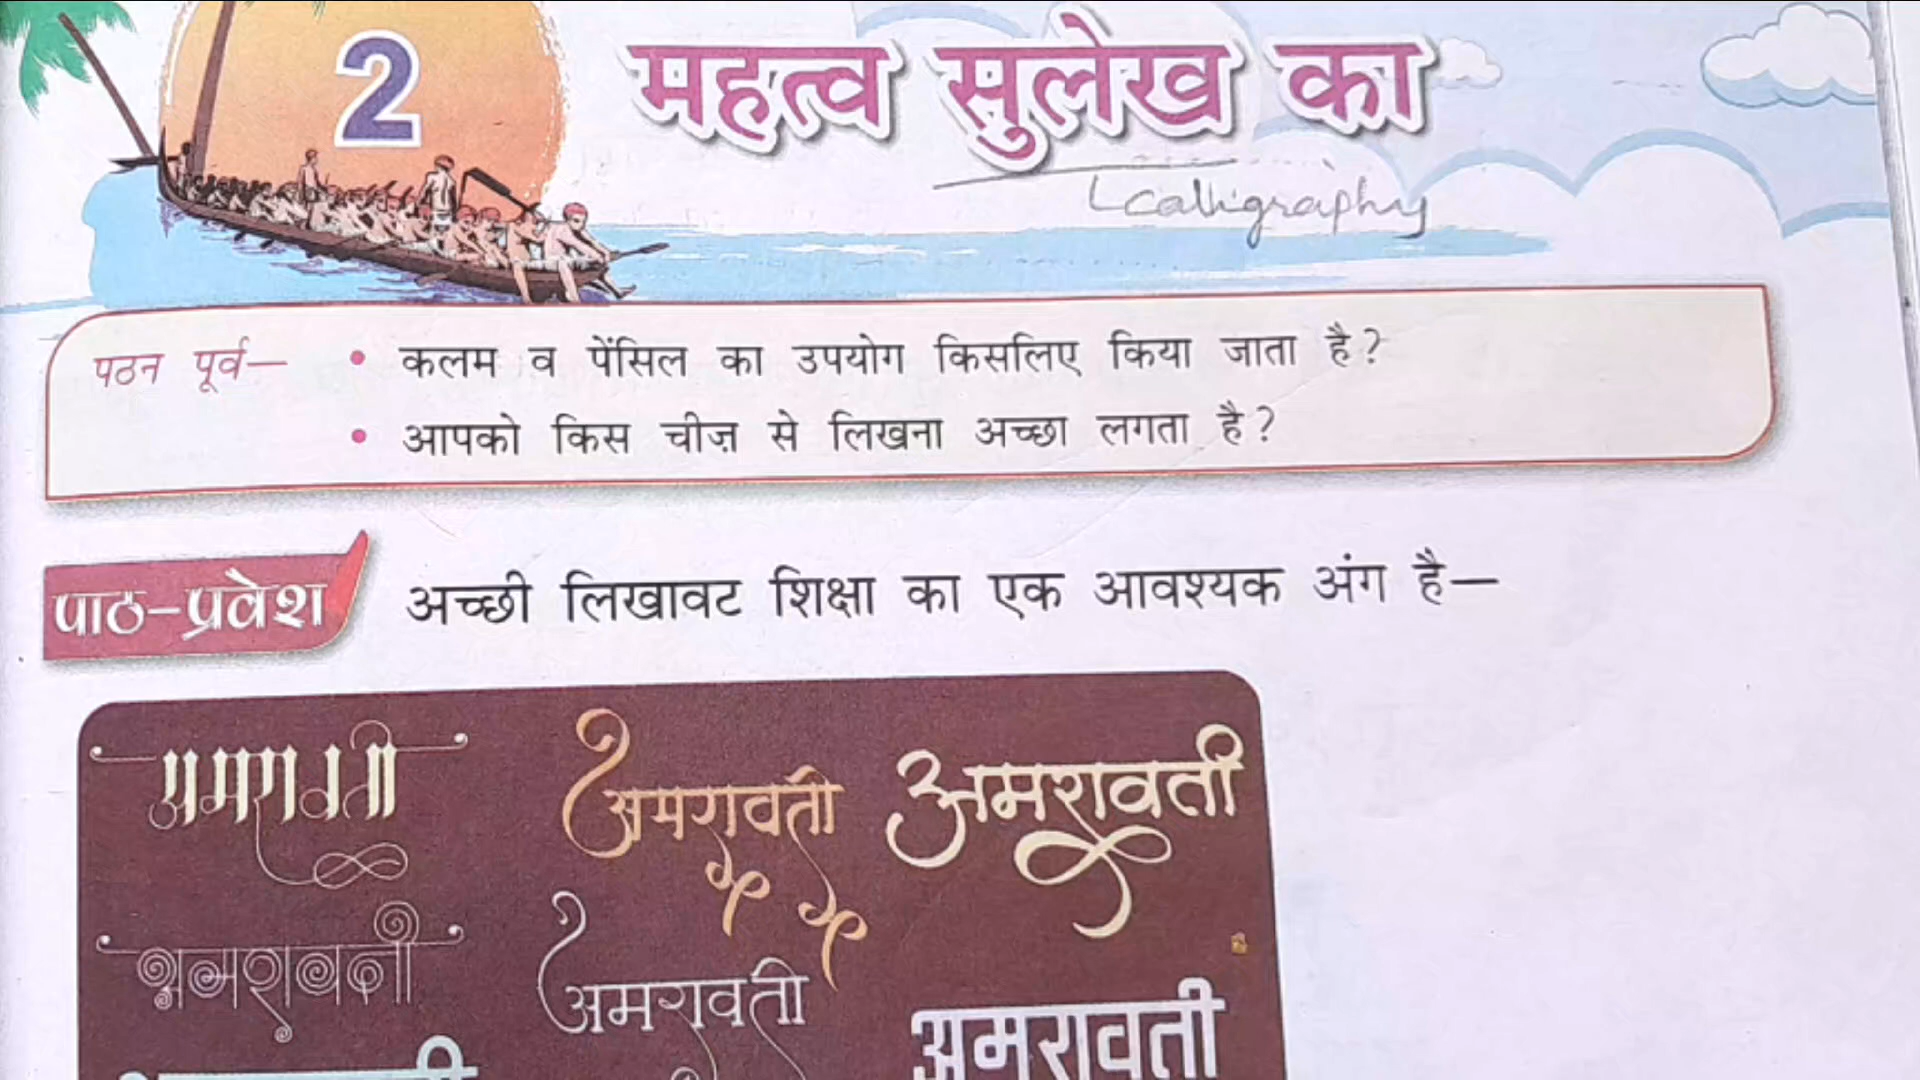 2
महत्व सुलेख का
calligraphy
पठन पूर्व— • कलम व पेंसिल का उपयोग किसलिए किया जाता है?
• आपको किस चीज़ से लिखना अच्छा लगता है?
पाठ-प्रवेश अच्छी लिखावट शिक्षा का एक आवश्यक अंग है—
अमरावती अमरावती अमरावती
अमरावती अमरावती अमरावती